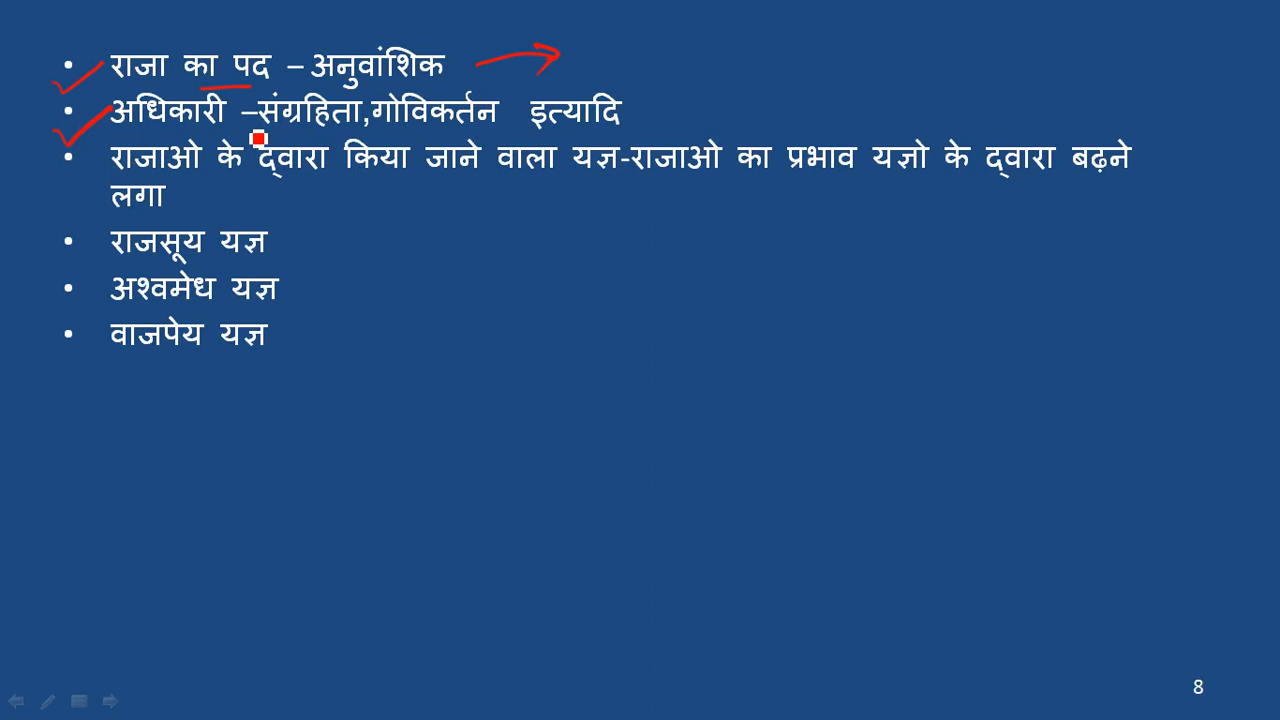 • राजा का पद – अनुवांशिक
• अधिकारी –संग्रहिता,गोविकर्तन इत्यादि
• राजाओ के द्वारा किया जाने वाला यज्ञ-राजाओ का प्रभाव यज्ञो के द्वारा बढ़ने
लगा
• राजसूय यज्ञ
• अश्वमेध यज्ञ
• वाजपेय यज्ञ
8